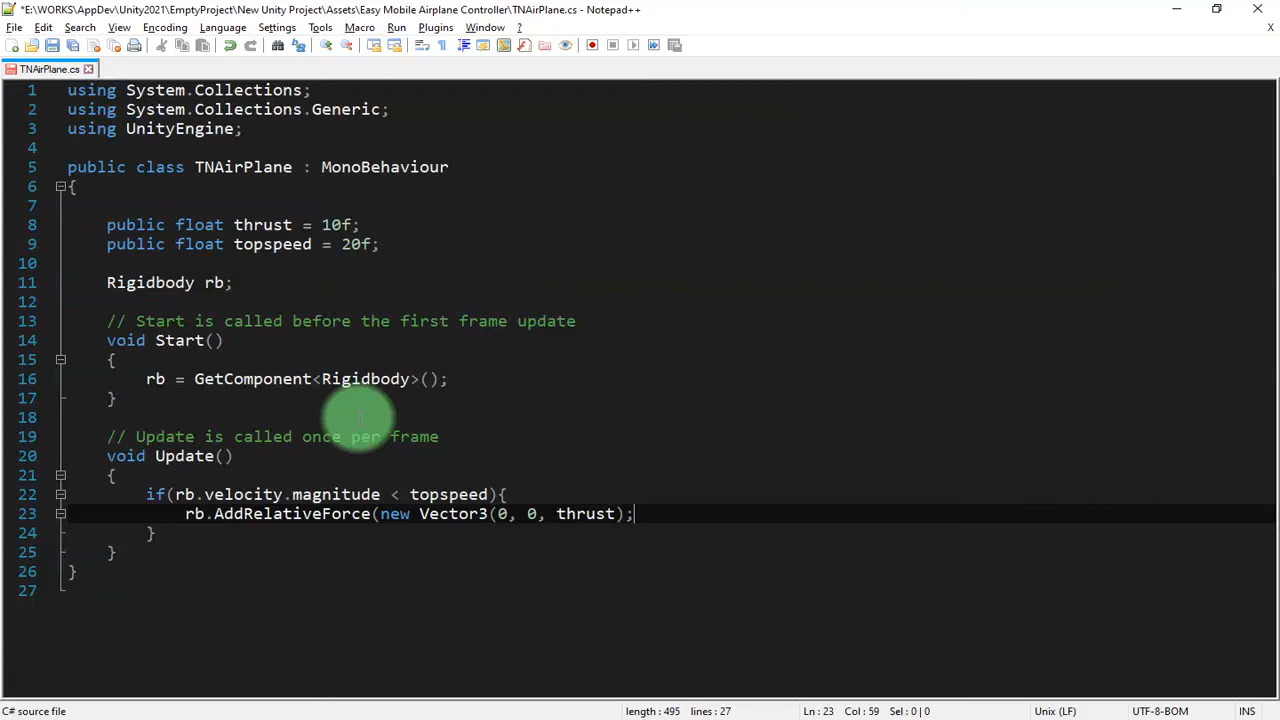 *E:\WORKS\AppDev\Unity2021\EmptyProject\New Unity Project\Assets\Easy Mobile Airplane Controller\TNAirPlane.cs - Notepad++
File Edit Search View Encoding Language Settings Tools Macro Run Plugins Window ? X
TNAirPlane.cs
1 using System.Collections;
2 using System.Collections.Generic;
3 using UnityEngine;
4
5 public class TNAirPlane : MonoBehaviour
6 {
7
8 public float thrust = 10f;
9 public float topspeed = 20f;
10
11 Rigidbody rb;
12
13 // Start is called before the first frame update
14 void Start()
15 {
16 rb = GetComponent<Rigidbody>();
17 }
18
19 // Update is called once per frame
20 void Update()
21 {
22 if(rb.velocity.magnitude < topspeed){
23 rb.AddRelativeForce(new Vector3(0, 0, thrust);
24 }
25 }
26 }
27
C# source file length : 495 lines : 27 Ln : 23 Col : 59 Sel : 0 | 0 Unix (LF) UTF-8-BOM INS